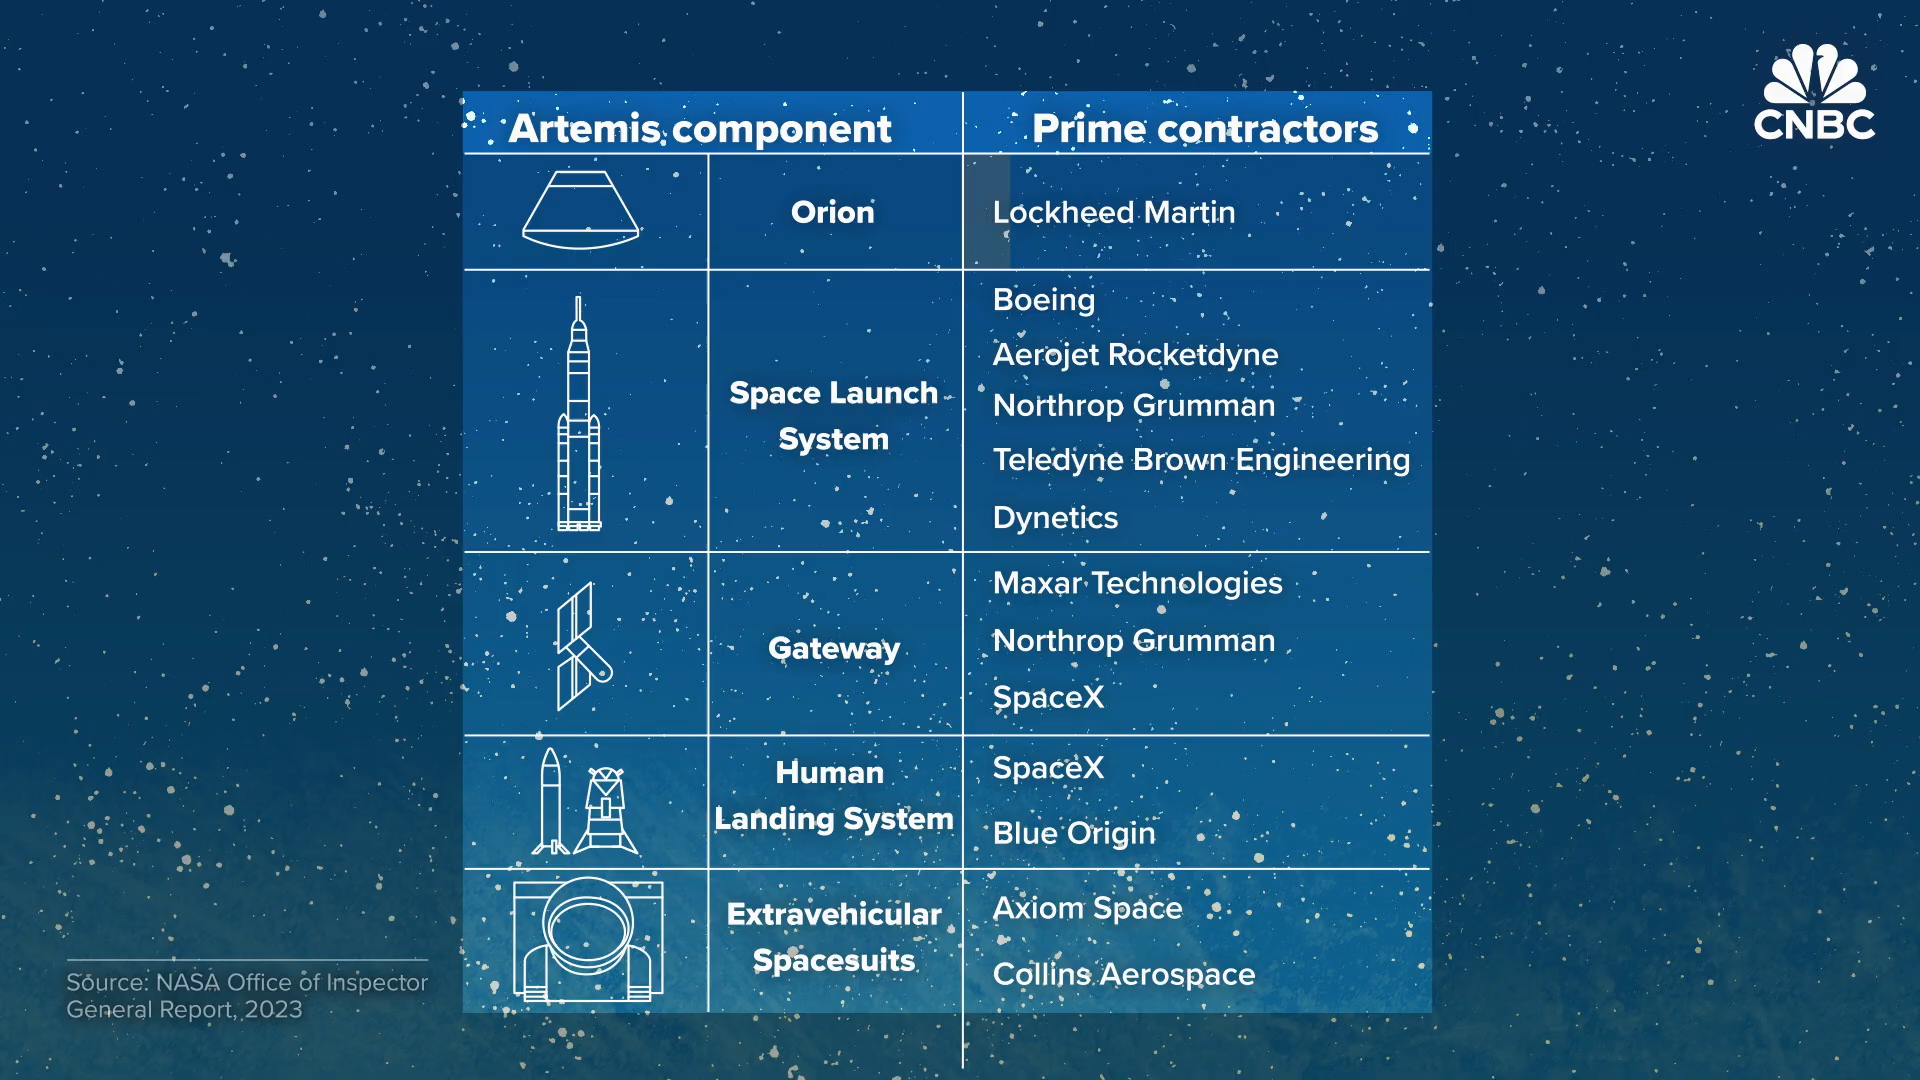 CNBC
Artemis component
Prime contractors
Orion
Lockheed Martin
Space Launch
System
Boeing
Aerojet Rocketdyne
Northrop Grumman
Teledyne Brown Engineering
Dynetics
Gateway
Maxar Technologies
Northrop Grumman
SpaceX
Human
Landing System
SpaceX
Blue Origin
Extravehicular
Spacesuits
Axiom Space
Collins Aerospace
Source: NASA Office of Inspector
General Report, 2023